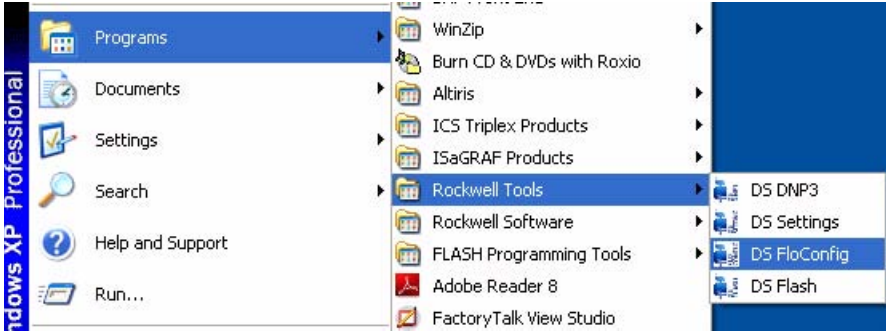 ndows XP Professional
Programs
Documents
Settings
Search
Help and Support
Run...
WinZip
Burn CD & DVDs with Roxio
Altiris
ICS Triplex Products
ISaGRAF Products
Rockwell Tools
Rockwell Software
FLASH Programming Tools
Adobe Reader 8
FactoryTalk View Studio
DS DNP3
DS Settings
DS FloConfig
DS Flash